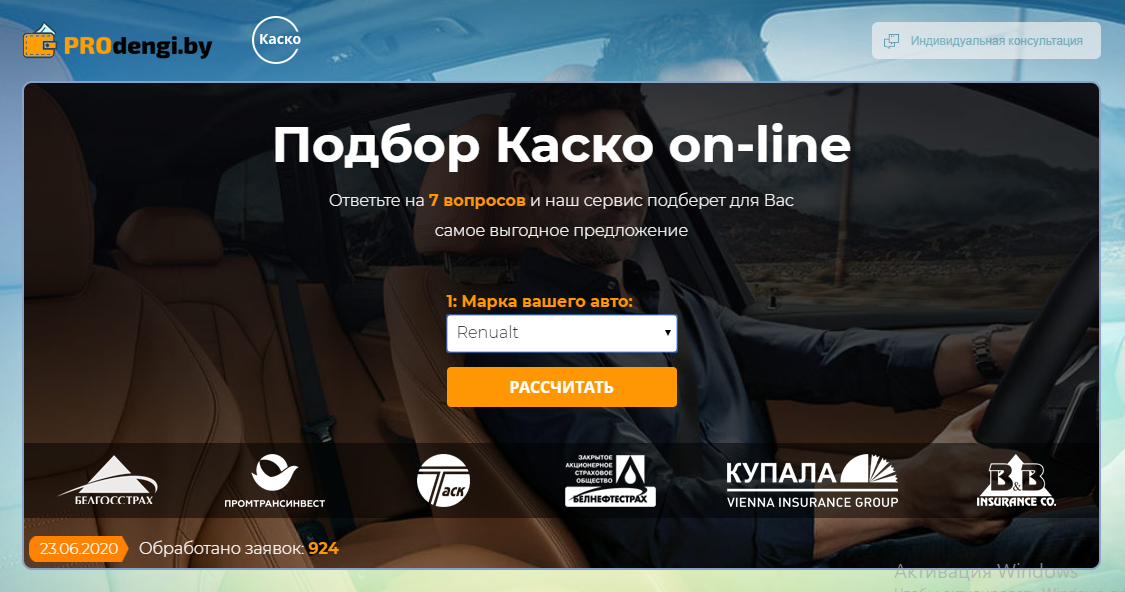 PROdengi.by
Каско
Индивидуальная консультация
Подбор Каско on-line
Ответьте на 7 вопросов и наш сервис подберет для Вас
самое выгодное предложение
1: Марка вашего авто:
Renualt
РАССЧИТАТЬ
БЕЛГОССТРАХ
ПРОМТРАНСИНВЕСТ
Таск
ЗАКРЫТОЕ
АКЦИОНЕРНОЕ
СТРАХОВОЕ
ОБЩЕСТВО
БЕЛНЕФТЕСТРАХ
КУПАЛА
VIENNA INSURANCE GROUP
B&B
INSURANCE CO.
23.06.2020 Обработано заявок: 924
Активация Windows